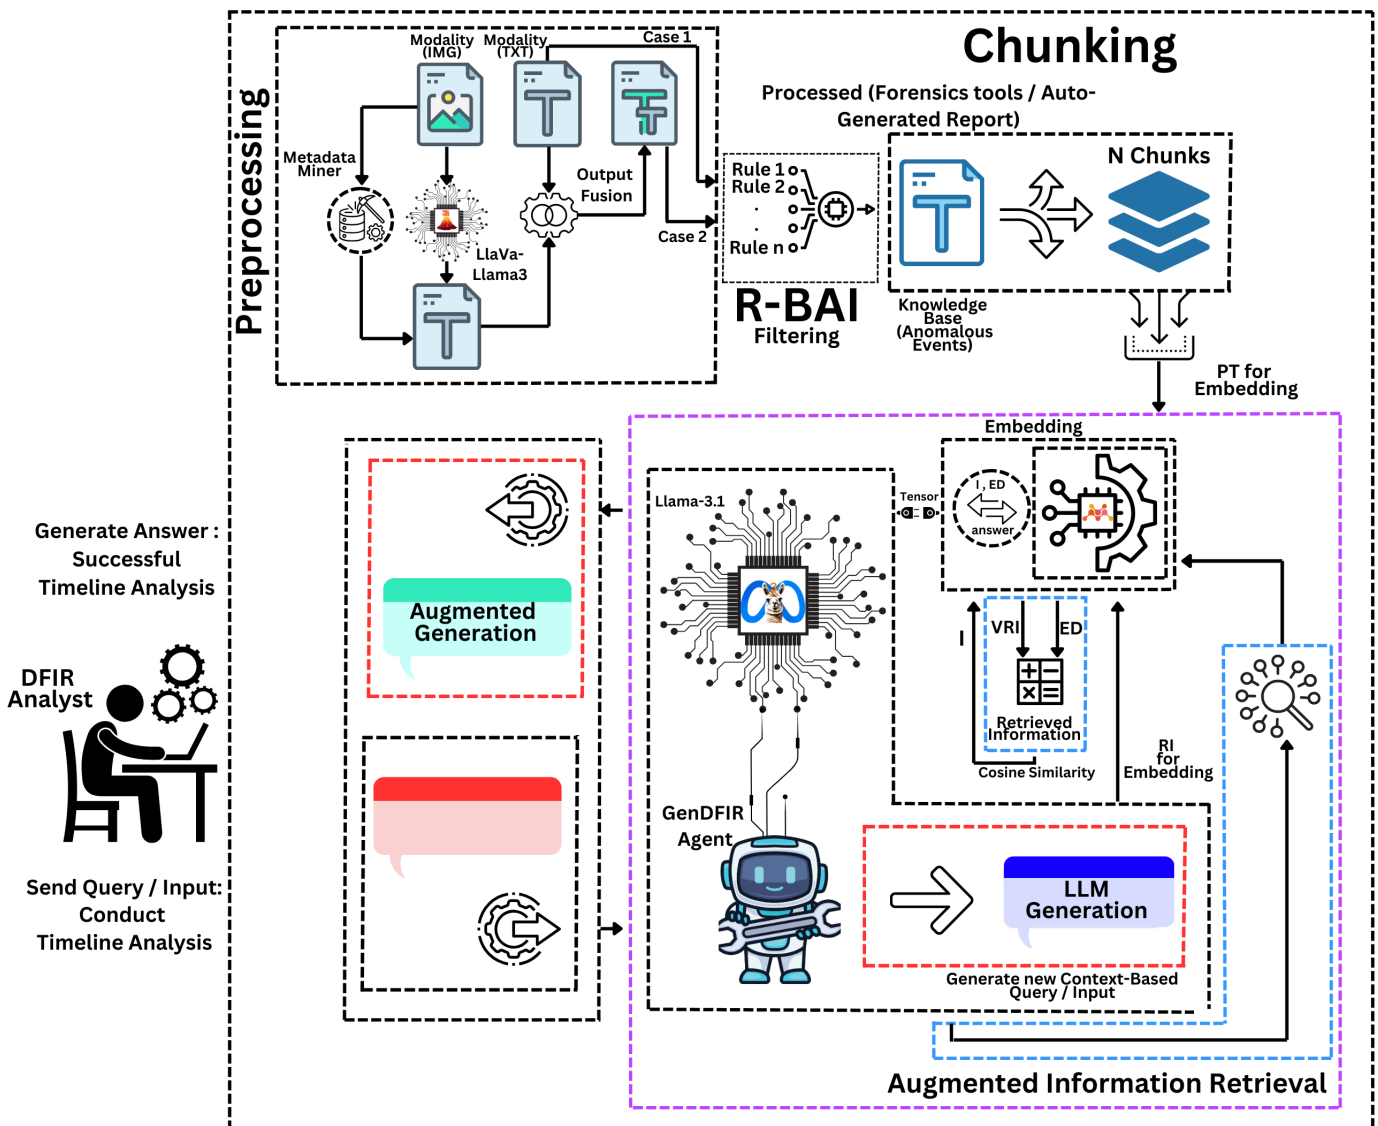 Chunking
Preprocessing
Modality
(IMG)
Modality
(TXT)
Case 1
Metadata
Miner
LlaVa-
Llama3
Output
Fusion
Case 2
Processed (Forensics tools / Auto-
Generated Report)
Rule 1
Rule 2
.
.
Rule n
R-BAI
Filtering
N Chunks
Knowledge
Base
(Anomalous
Events)
PT for
Embedding
Embedding
I , ED
answer
Tensor
Llama-3.1
Augmented
Generation
Generate Answer :
Successful
Timeline Analysis
DFIR
Analyst
Send Query / Input:
Conduct
Timeline Analysis
I
VRI
ED
Retrieved
Information
Cosine Similarity
RI
for
Embedding
GenDFIR
Agent
LLM
Generation
Generate new Context-Based
Query / Input
Augmented Information Retrieval